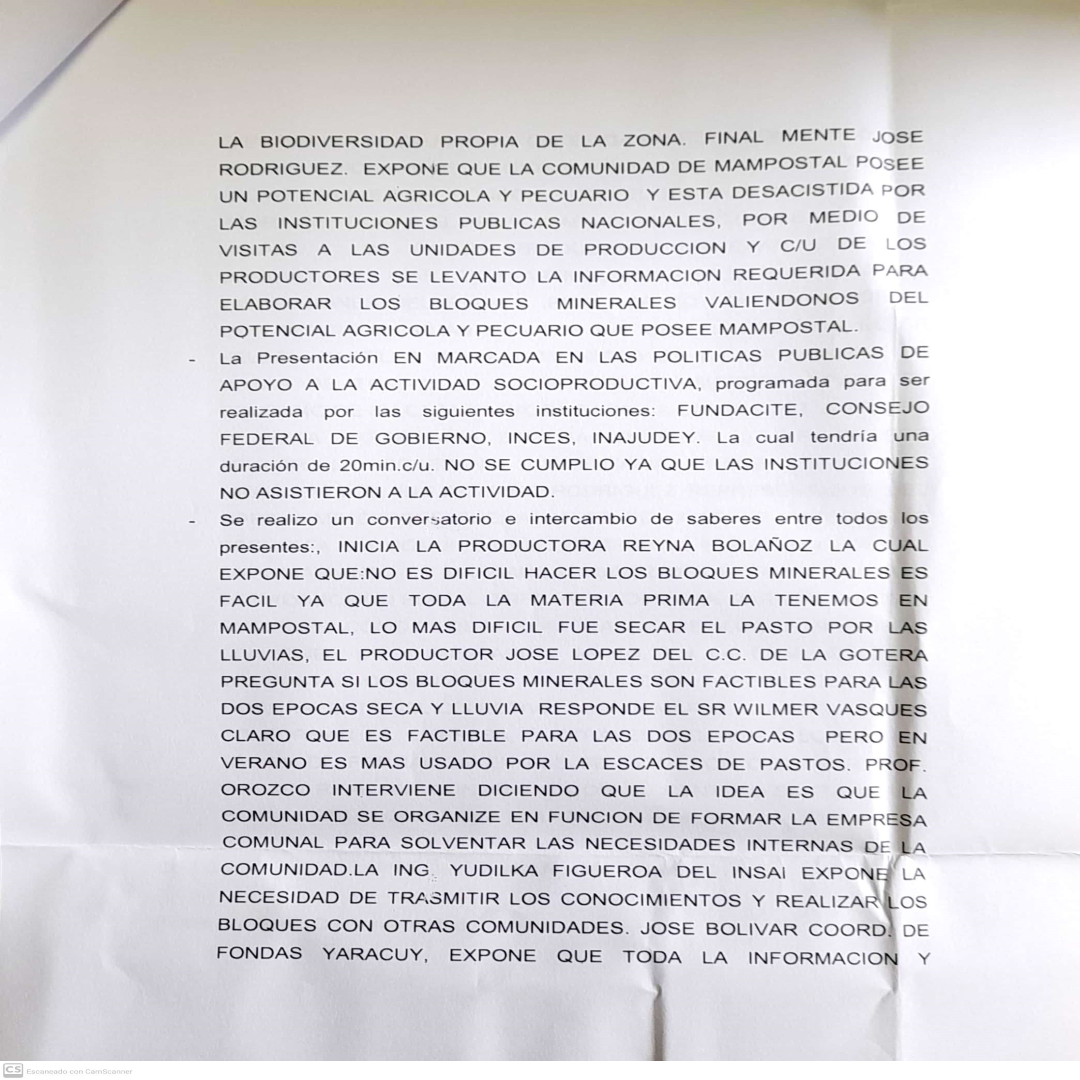 LA BIODIVERSIDAD PROPIA DE LA ZONA. FINAL MENTE JOSE
RODRIGUEZ. EXPONE QUE LA COMUNIDAD DE MAMPOSTAL POSEE
UN POTENCIAL AGRICOLA Y PECUARIO Y ESTA DESACISTIDA POR
LAS INSTITUCIONES PUBLICAS NACIONALES, POR MEDIO DE
VISITAS A LAS UNIDADES DE PRODUCCION Y C/U DE LOS
PRODUCTORES SE LEVANTO LA INFORMACION REQUERIDA PARA
ELABORAR LOS BLOQUES MINERALES VALIENDONOS DEL
POTENCIAL AGRICOLA Y PECUARIO QUE POSEE MAMPOSTAL.
- La Presentación EN MARCADA EN LAS POLITICAS PUBLICAS DE
APOYO A LA ACTIVIDAD SOCIOPRODUCTIVA, programada para ser
realizada por las siguientes instituciones: FUNDACITE, CONSEJO
FEDERAL DE GOBIERNO, INCES, INAJUDEY. La cual tendría una
duración de 20min.c/u. NO SE CUMPLIO YA QUE LAS INSTITUCIONES
NO ASISTIERON A LA ACTIVIDAD.
- Se realizo un conversatorio e intercambio de saberes entre todos los
presentes:, INICIA LA PRODUCTORA REYNA BOLAÑOZ LA CUAL
EXPONE QUE:NO ES DIFICIL HACER LOS BLOQUES MINERALES ES
FACIL YA QUE TODA LA MATERIA PRIMA LA TENEMOS EN
MAMPOSTAL, LO MAS DIFICIL FUE SECAR EL PASTO POR LAS
LLUVIAS, EL PRODUCTOR JOSE LOPEZ DEL C.C. DE LA GOTERA
PREGUNTA SI LOS BLOQUES MINERALES SON FACTIBLES PARA LAS
DOS EPOCAS SECA Y LLUVIA RESPONDE EL SR WILMER VASQUES
CLARO QUE ES FACTIBLE PARA LAS DOS EPOCAS PERO EN
VERANO ES MAS USADO POR LA ESCACES DE PASTOS. PROF.
OROZCO INTERVIENE DICIENDO QUE LA IDEA ES QUE LA
COMUNIDAD SE ORGANIZE EN FUNCION DE FORMAR LA EMPRESA
COMUNAL PARA SOLVENTAR LAS NECESIDADES INTERNAS DE LA
COMUNIDAD.LA ING. YUDILKA FIGUEROA DEL INSAI EXPONE LA
NECESIDAD DE TRASMITIR LOS CONOCIMIENTOS Y REALIZAR LOS
BLOQUES CON OTRAS COMUNIDADES. JOSE BOLIVAR COORD. DE
FONDAS YARACUY, EXPONE QUE TODA LA INFORMACION Y
CS Escaneado con CamScanner